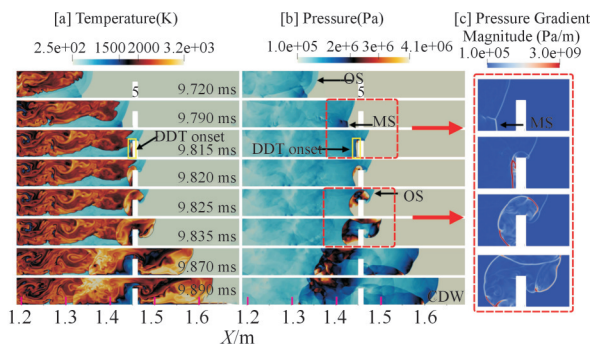 [a] Temperature(K)
[b] Pressure(Pa)
[c] Pressure Gradient
Magnitude (Pa/m)
2.5e+02 1500 2000 3.2e+03
1.0e+05 2e+6 3e+6 4.1e+06
1.0e+05 3.0e+09
OS
5
5
9.720 ms
9.790 ms
MS
MS
DDT onset
9.815 ms
DDT onset
9.820 ms
9.825 ms
OS
9.835 ms
9.870 ms
9.890 ms
CDW
1.2 1.3 1.4 1.5 1.6
1.2 1.3 1.4 1.5 1.6
X/m